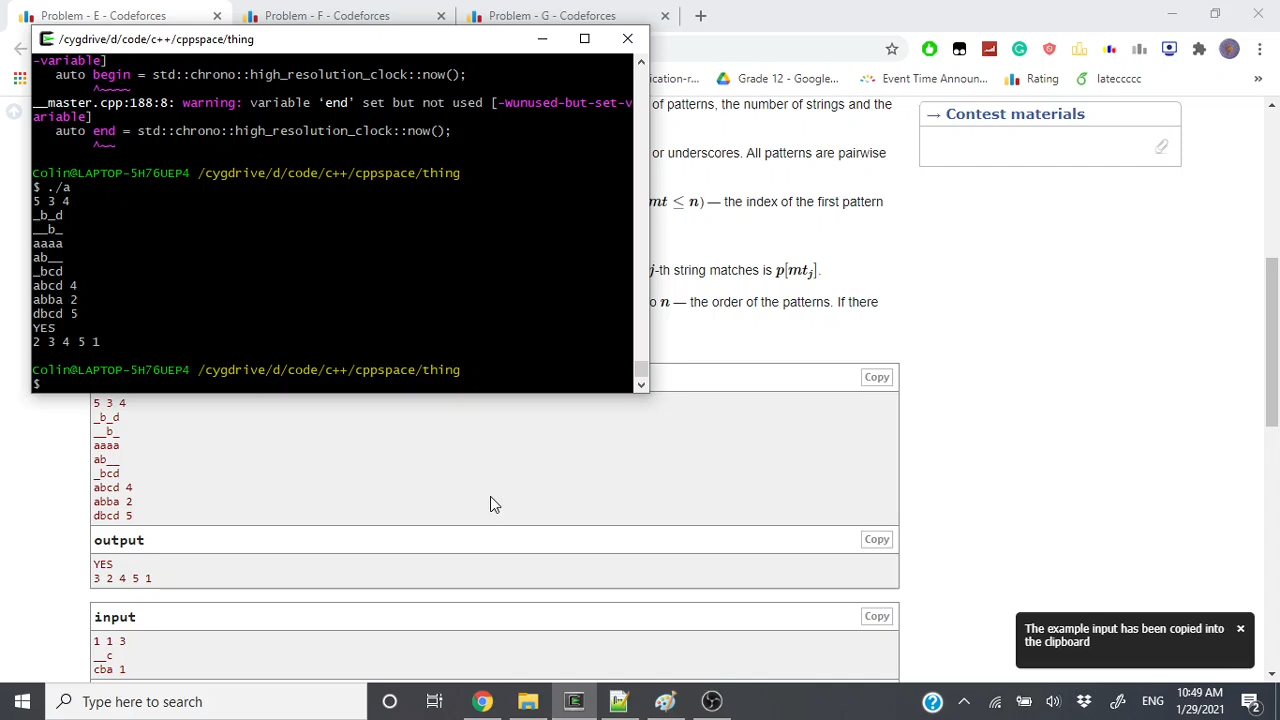 Problem - E - Codeforces
Problem - F - Codeforces
Problem - G - Codeforces
/cygdrive/d/code/c++/cppspace/thing
ication-r...
Grade 12 - Google...
Event Time Announ...
Rating
lateccccc
-variable]
auto begin = std::chrono::high_resolution_clock::now();
^~~~~
__master.cpp:188:8: warning: variable ‘end’ set but not used [-Wunused-but-set-v
ariable]
auto end = std::chrono::high_resolution_clock::now();
^~~
Colin@LAPTOP-5H76UEP4 /cygdrive/d/code/c++/cppspace/thing
$ ./a
5 3 4
_b_d
__b_
aaaa
ab__
_bcd
abcd 4
abba 2
dbcd 5
YES
2 3 4 5 1
Colin@LAPTOP-5H76UEP4 /cygdrive/d/code/c++/cppspace/thing
$
of patterns, the number of strings and the
or underscores. All patterns are pairwise
mt ≤ n) — the index of the first pattern
j-th string matches is p[mt_j].
o n — the order of the patterns. If there
→ Contest materials
Copy
5 3 4
_b_d
__b_
aaaa
ab__
_bcd
abcd 4
abba 2
dbcd 5
output
Copy
YES
3 2 4 5 1
input
Copy
1 1 3
__c
cba 1
The example input has been copied into
the clipboard
Type here to search
ENG
10:49 AM
1/29/2021
2